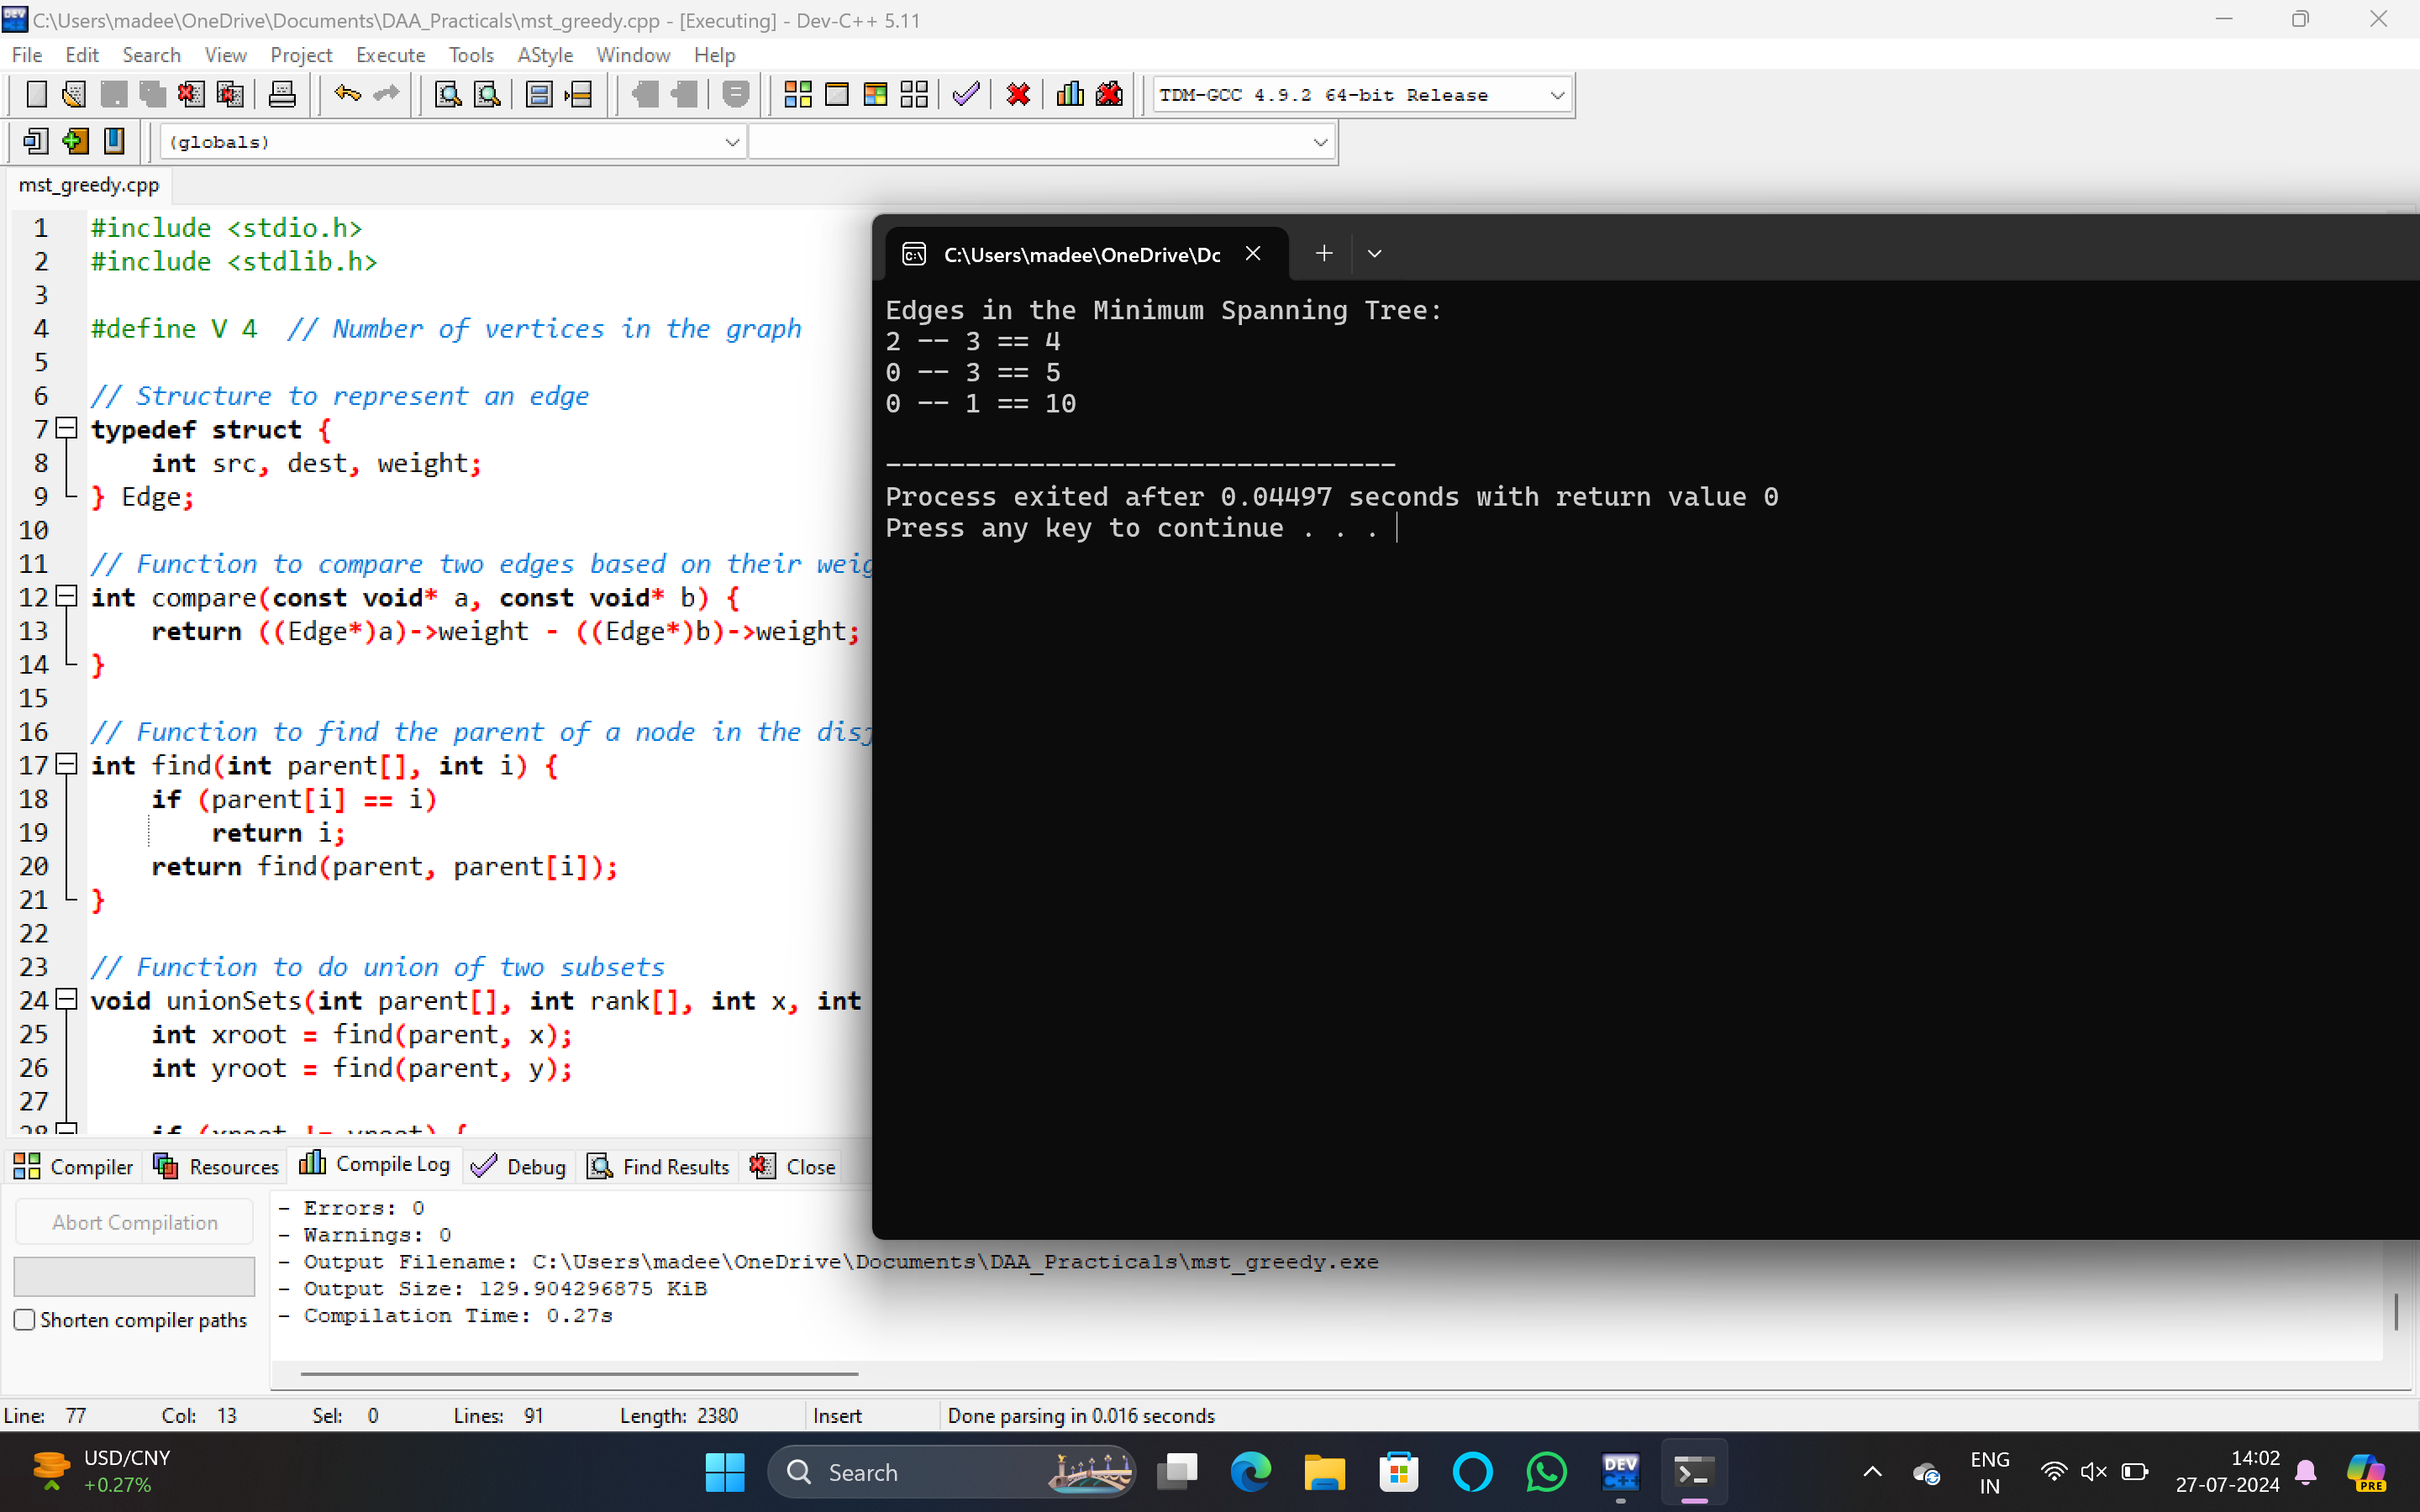 C:\Users\madee\OneDrive\Documents\DAA_Practicals\mst_greedy.cpp - [Executing] - Dev-C++ 5.11
File Edit Search View Project Execute Tools AStyle Window Help
TDM-GCC 4.9.2 64-bit Release
(globals)
mst_greedy.cpp
1 #include <stdio.h>
2 #include <stdlib.h>
3
4 #define V 4 // Number of vertices in the graph
5
6 // Structure to represent an edge
7 typedef struct {
8 int src, dest, weight;
9 } Edge;
10
11 // Function to compare two edges based on their
12 int compare(const void* a, const void* b) {
13 return ((Edge*)a)->weight - ((Edge*)b)->weight;
14 }
15
16 // Function to find the parent of a node in the
17 int find(int parent[], int i) {
18 if (parent[i] == i)
19 return i;
20 return find(parent, parent[i]);
21 }
22
23 // Function to do union of two subsets
24 void unionSets(int parent[], int rank[], int x, int
25 int xroot = find(parent, x);
26 int yroot = find(parent, y);
27
28 if (xroot != yroot) {
C:\Users\madee\OneDrive\Dc
Edges in the Minimum Spanning Tree:
2 -- 3 == 4
0 -- 3 == 5
0 -- 1 == 10
--------------------------------
Process exited after 0.04497 seconds with return value 0
Press any key to continue . . .
Compiler Resources Compile Log Debug Find Results Close
Abort Compilation
Shorten compiler paths
- Errors: 0
- Warnings: 0
- Output Filename: C:\Users\madee\OneDrive\Documents\DAA_Practicals\mst_greedy.exe
- Output Size: 129.904296875 KiB
- Compilation Time: 0.27s
Line: 77 Col: 13 Sel: 0 Lines: 91 Length: 2380 Insert Done parsing in 0.016 seconds
USD/CNY
+0.27%
Search
DEV
C++
ENG
IN
14:02
27-07-2024
PRE